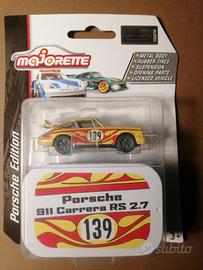 majorette
METAL BODY
RUBBER TIRES
SUSPENSION
OPENING PARTS
LICENSED VEHICLE
Porsche Edition
139
Porsche
911 Carrera RS 2.7
139
3+
subito